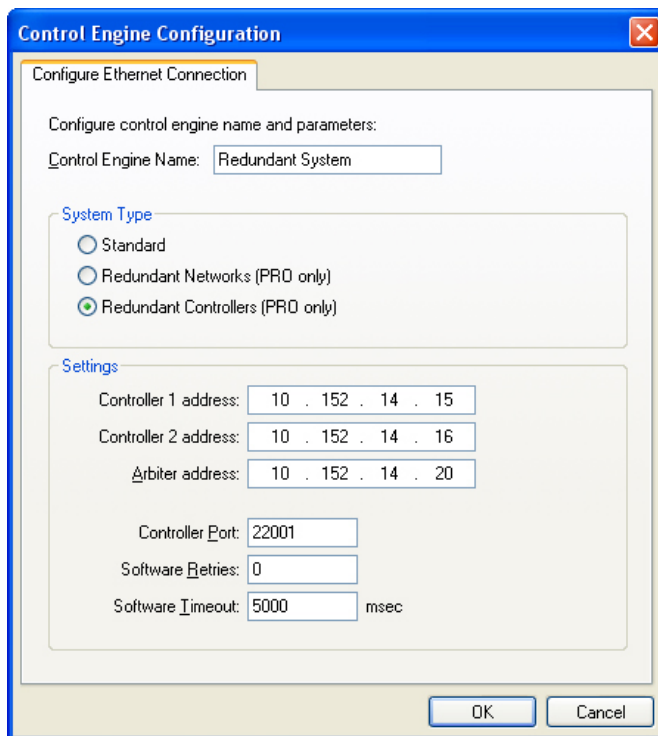 Control Engine Configuration
Configure Ethernet Connection
Configure control engine name and parameters:
Control Engine Name: Redundant System
System Type
Standard
Redundant Networks (PRO only)
Redundant Controllers (PRO only)
Settings
Controller 1 address: 10 . 152 . 14 . 15
Controller 2 address: 10 . 152 . 14 . 16
Arbiter address: 10 . 152 . 14 . 20
Controller Port: 22001
Software Retries: 0
Software Timeout: 5000 msec
OK Cancel